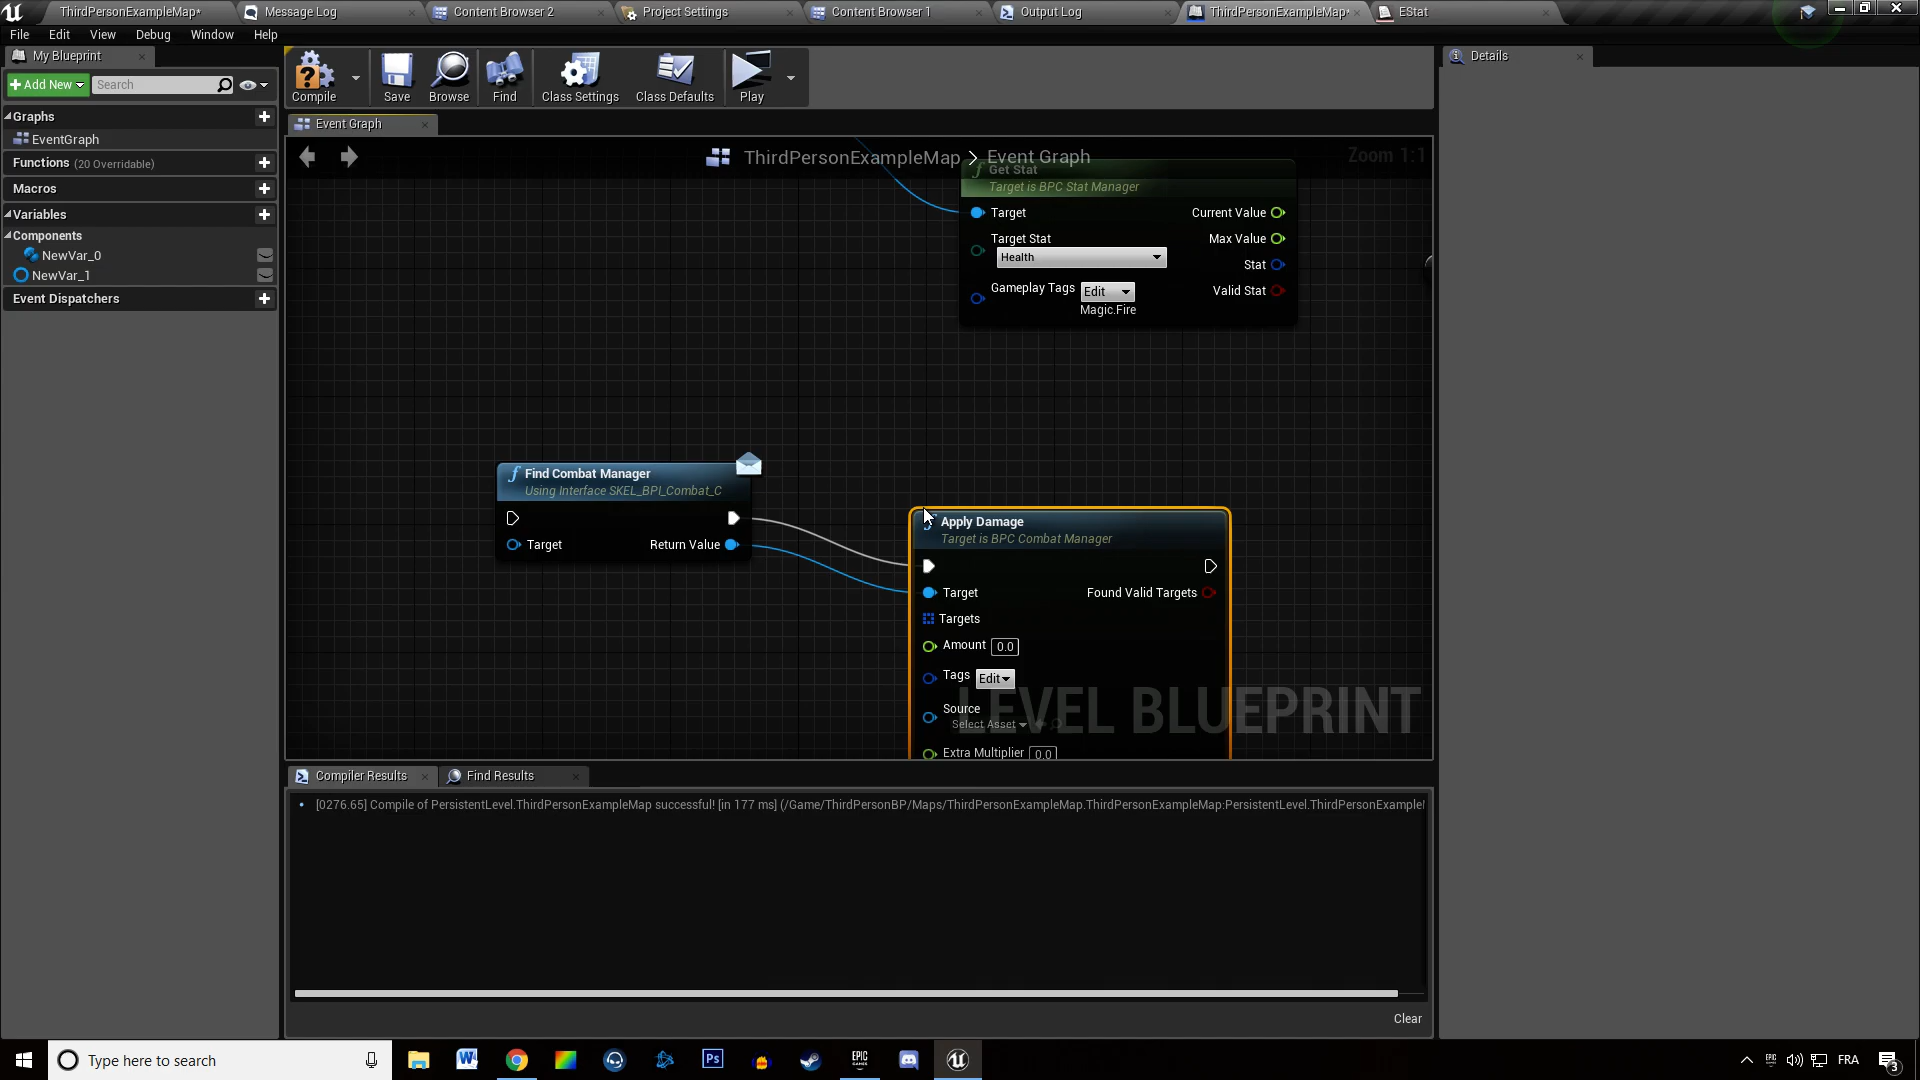 ThirdPersonExampleMap*
Message Log
Content Browser 2
Project Settings
Content Browser 1
Output Log
ThirdPersonExampleMap*
EStat
File Edit View Debug Window Help
My Blueprint
Add New
Search
Compile
Save
Browse
Find
Class Settings
Class Defaults
Play
Details
Graphs
EventGraph
Functions (20 Overridable)
Macros
Variables
Components
NewVar_0
NewVar_1
Event Dispatchers
Event Graph
ThirdPersonExampleMap > Event Graph
Zoom 1:1
Get Stat
Target is BPC Stat Manager
Target
Current Value
Target Stat
Health
Max Value
Stat
Gameplay Tags
Edit
Magic.Fire
Valid Stat
Find Combat Manager
Using Interface SKEL_BPI_Combat_C
Target
Return Value
Apply Damage
Target is BPC Combat Manager
Target
Found Valid Targets
Targets
Amount 0.0
Tags Edit
Source
Select Asset
Extra Multiplier 0.0
LEVEL BLUEPRINT
Compiler Results
Find Results
[0276.65] Compile of PersistentLevel.ThirdPersonExampleMap successful! [in 177 ms] (/Game/ThirdPersonBP/Maps/ThirdPersonExampleMap.ThirdPersonExampleMap:PersistentLevel.ThirdPersonExample
Clear
Type here to search
W
Ps
EPIC GAMES
FRA
3